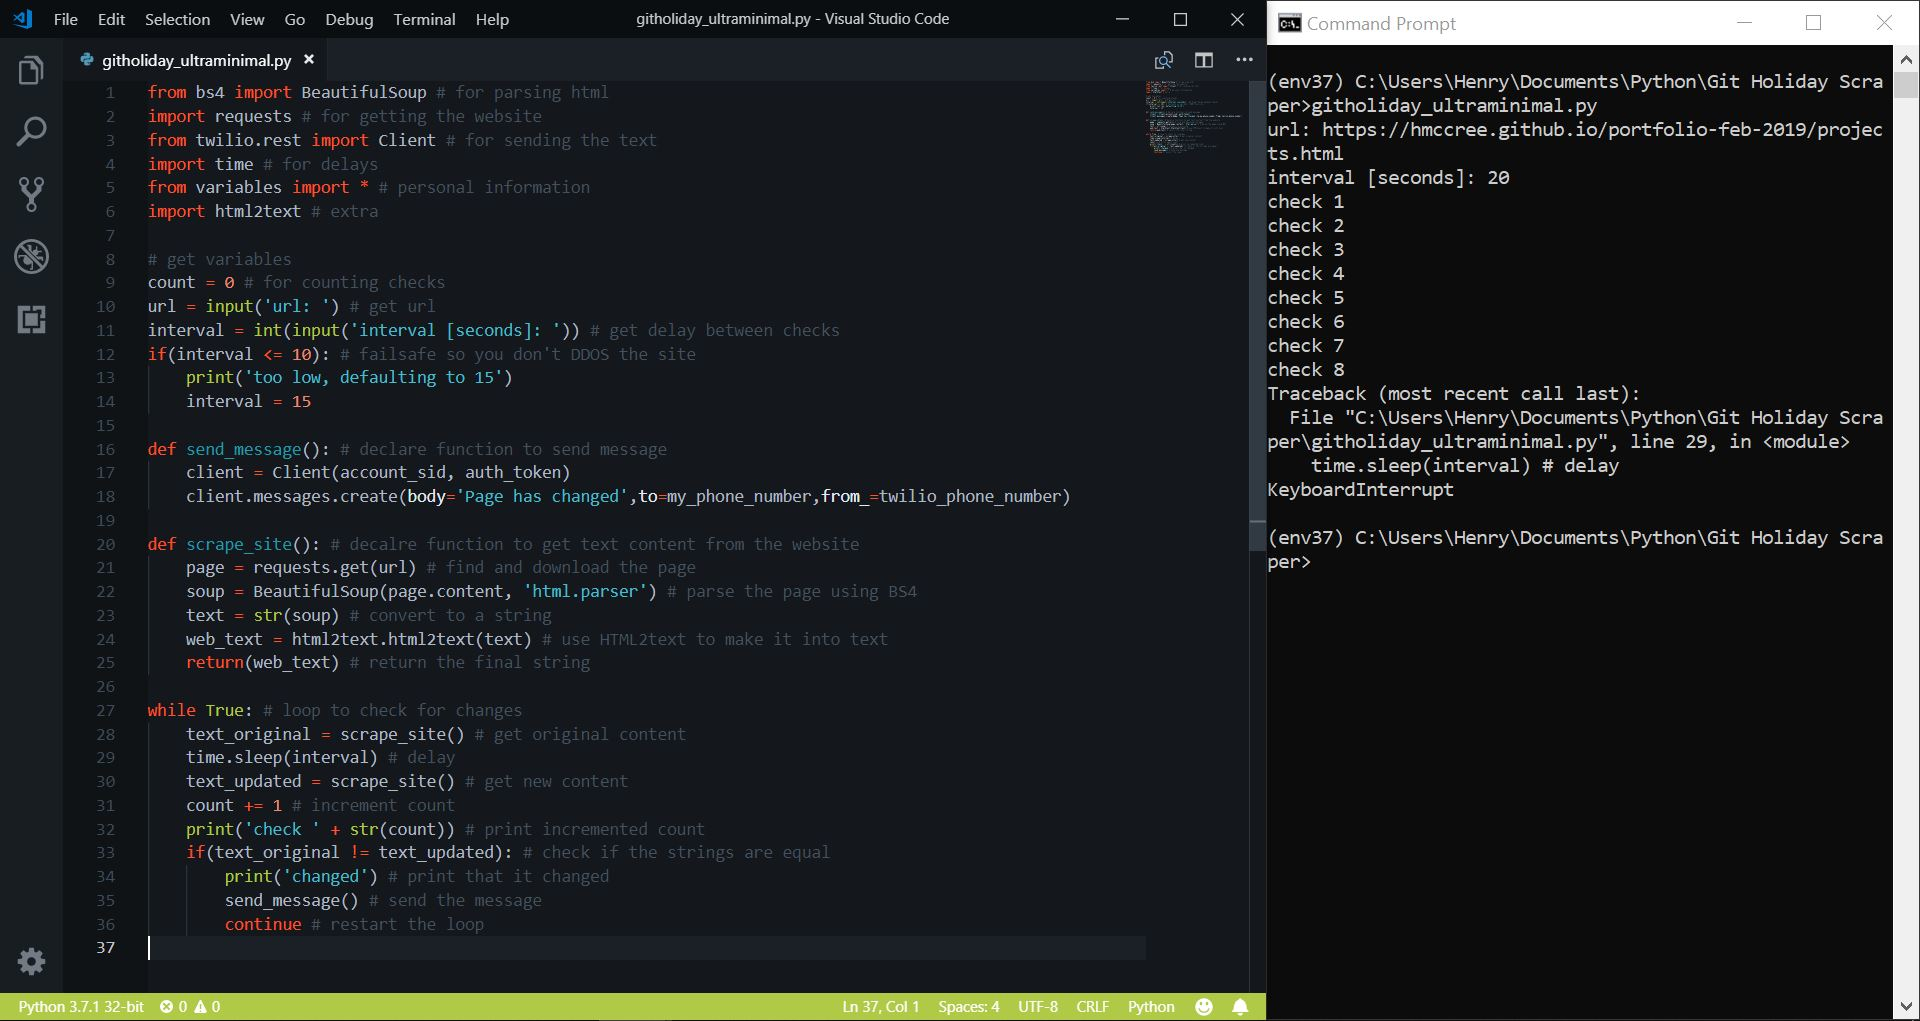 File Edit Selection View Go Debug Terminal Help githoliday_ultraminimal.py - Visual Studio Code
githoliday_ultraminimal.py
1 from bs4 import BeautifulSoup # for parsing html
2 import requests # for getting the website
3 from twilio.rest import Client # for sending the text
4 import time # for delays
5 from variables import * # personal information
6 import html2text # extra
7
8 # get variables
9 count = 0 # for counting checks
10 url = input('url: ') # get url
11 interval = int(input('interval [seconds]: ')) # get delay between checks
12 if(interval <= 10): # failsafe so you don't DDOS the site
13     print('too low, defaulting to 15')
14     interval = 15
15
16 def send_message(): # declare function to send message
17     client = Client(account_sid, auth_token)
18     client.messages.create(body='Page has changed',to=my_phone_number,from_=twilio_phone_number)
19
20 def scrape_site(): # decalre function to get text content from the website
21     page = requests.get(url) # find and download the page
22     soup = BeautifulSoup(page.content, 'html.parser') # parse the page using BS4
23     text = str(soup) # convert to a string
24     web_text = html2text.html2text(text) # use HTML2text to make it into text
25     return(web_text) # return the final string
26
27 while True: # loop to check for changes
28     text_original = scrape_site() # get original content
29     time.sleep(interval) # delay
30     text_updated = scrape_site() # get new content
31     count += 1 # increment count
32     print('check ' + str(count)) # print incremented count
33     if(text_original != text_updated): # check if the strings are equal
34         print('changed') # print that it changed
35         send_message() # send the message
36         continue # restart the loop
37
Python 3.7.1 32-bit 0 0 Ln 37, Col 1 Spaces: 4 UTF-8 CRLF Python
Command Prompt
(env37) C:\Users\Henry\Documents\Python\Git Holiday Scra
per>githoliday_ultraminimal.py
url: https://hmccree.github.io/portfolio-feb-2019/projec
ts.html
interval [seconds]: 20
check 1
check 2
check 3
check 4
check 5
check 6
check 7
check 8
Traceback (most recent call last):
  File "C:\Users\Henry\Documents\Python\Git Holiday Scra
per\githoliday_ultraminimal.py", line 29, in <module>
    time.sleep(interval) # delay
KeyboardInterrupt
(env37) C:\Users\Henry\Documents\Python\Git Holiday Scra
per>